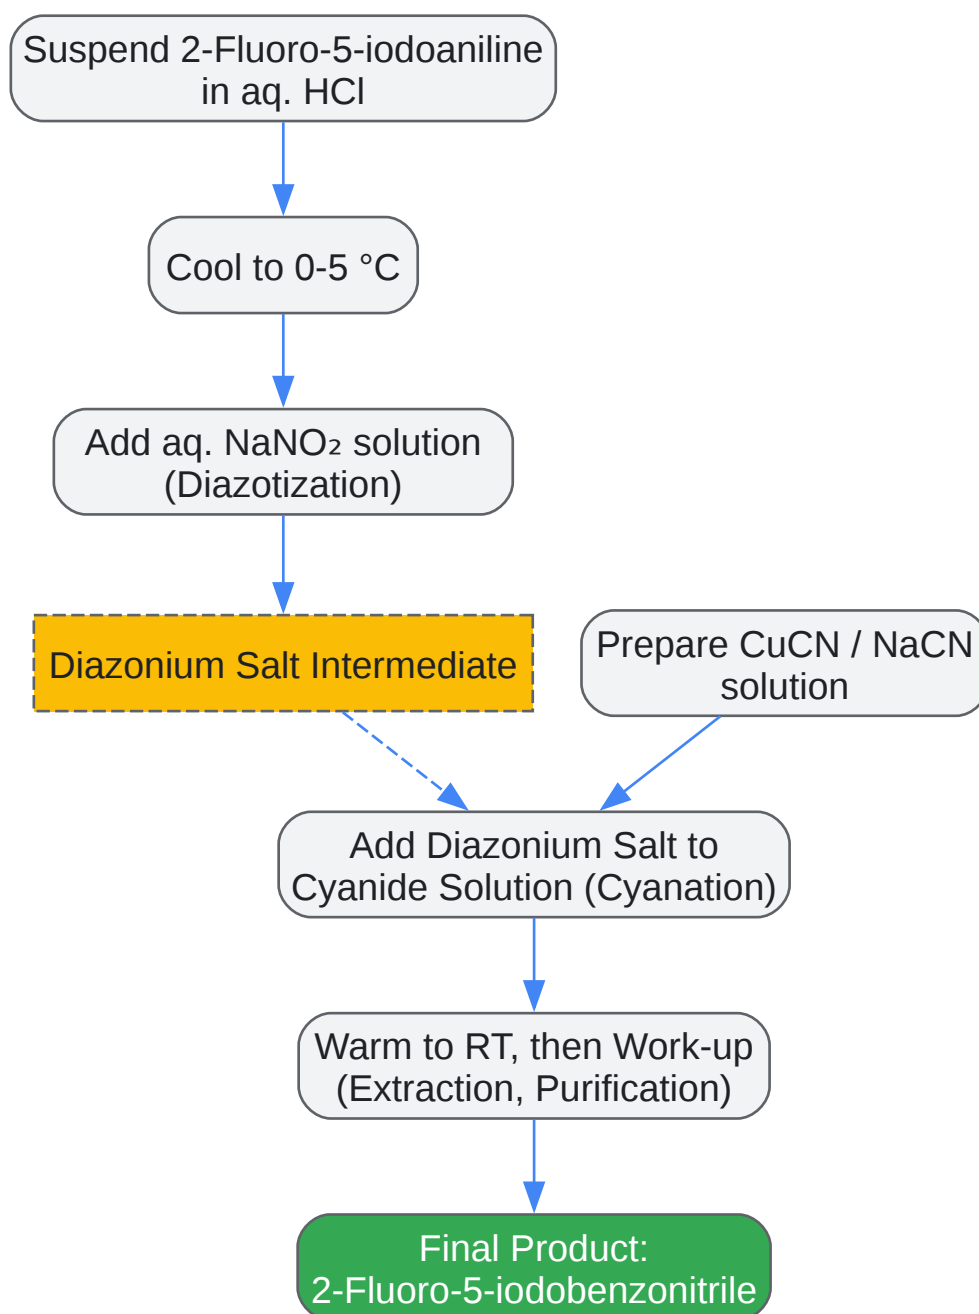 Suspend 2-Fluoro-5-iodoaniline
in aq. HCl
Cool to 0-5 °C
Add aq. NaNO₂ solution
(Diazotization)
Diazonium Salt Intermediate
Prepare CuCN / NaCN
solution
Add Diazonium Salt to
Cyanide Solution (Cyanation)
Warm to RT, then Work-up
(Extraction, Purification)
Final Product:
2-Fluoro-5-iodobenzonitrile